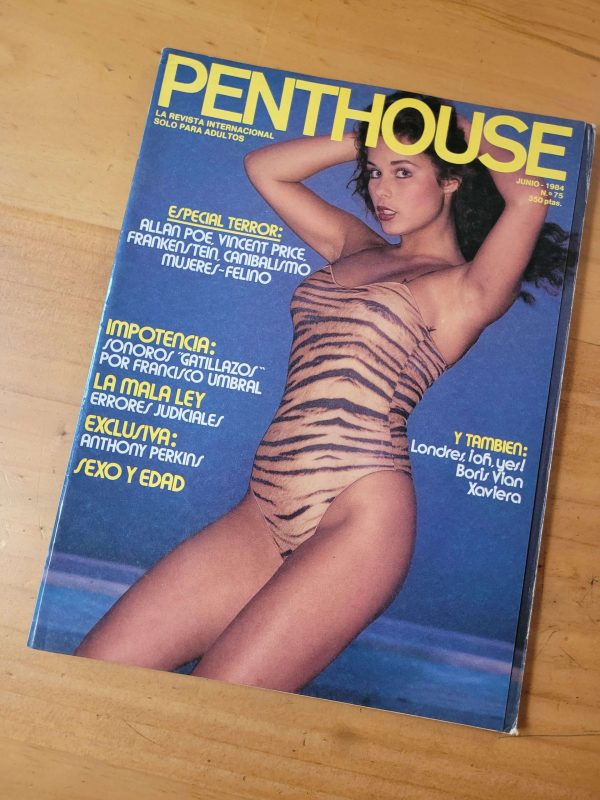 PENTHOUSE
LA REVISTA INTERNACIONAL
SOLO PARA ADULTOS
JUNIO - 1984
N.º 75
350 ptas.
ESPECIAL TERROR:
ALLAN POE, VINCENT PRICE,
FRANKENSTEIN, CANIBALISMO
MUJERES-FELINO
IMPOTENCIA:
SONOROS "GATILLAZOS"
POR FRANCISCO UMBRAL
LA MALA LEY
ERRORES JUDICIALES
EXCLUSIVA:
ANTHONY PERKINS
SEXO Y EDAD
Y TAMBIEN:
Londres, ¡oh, yes!
Boris Vian
Xaviera